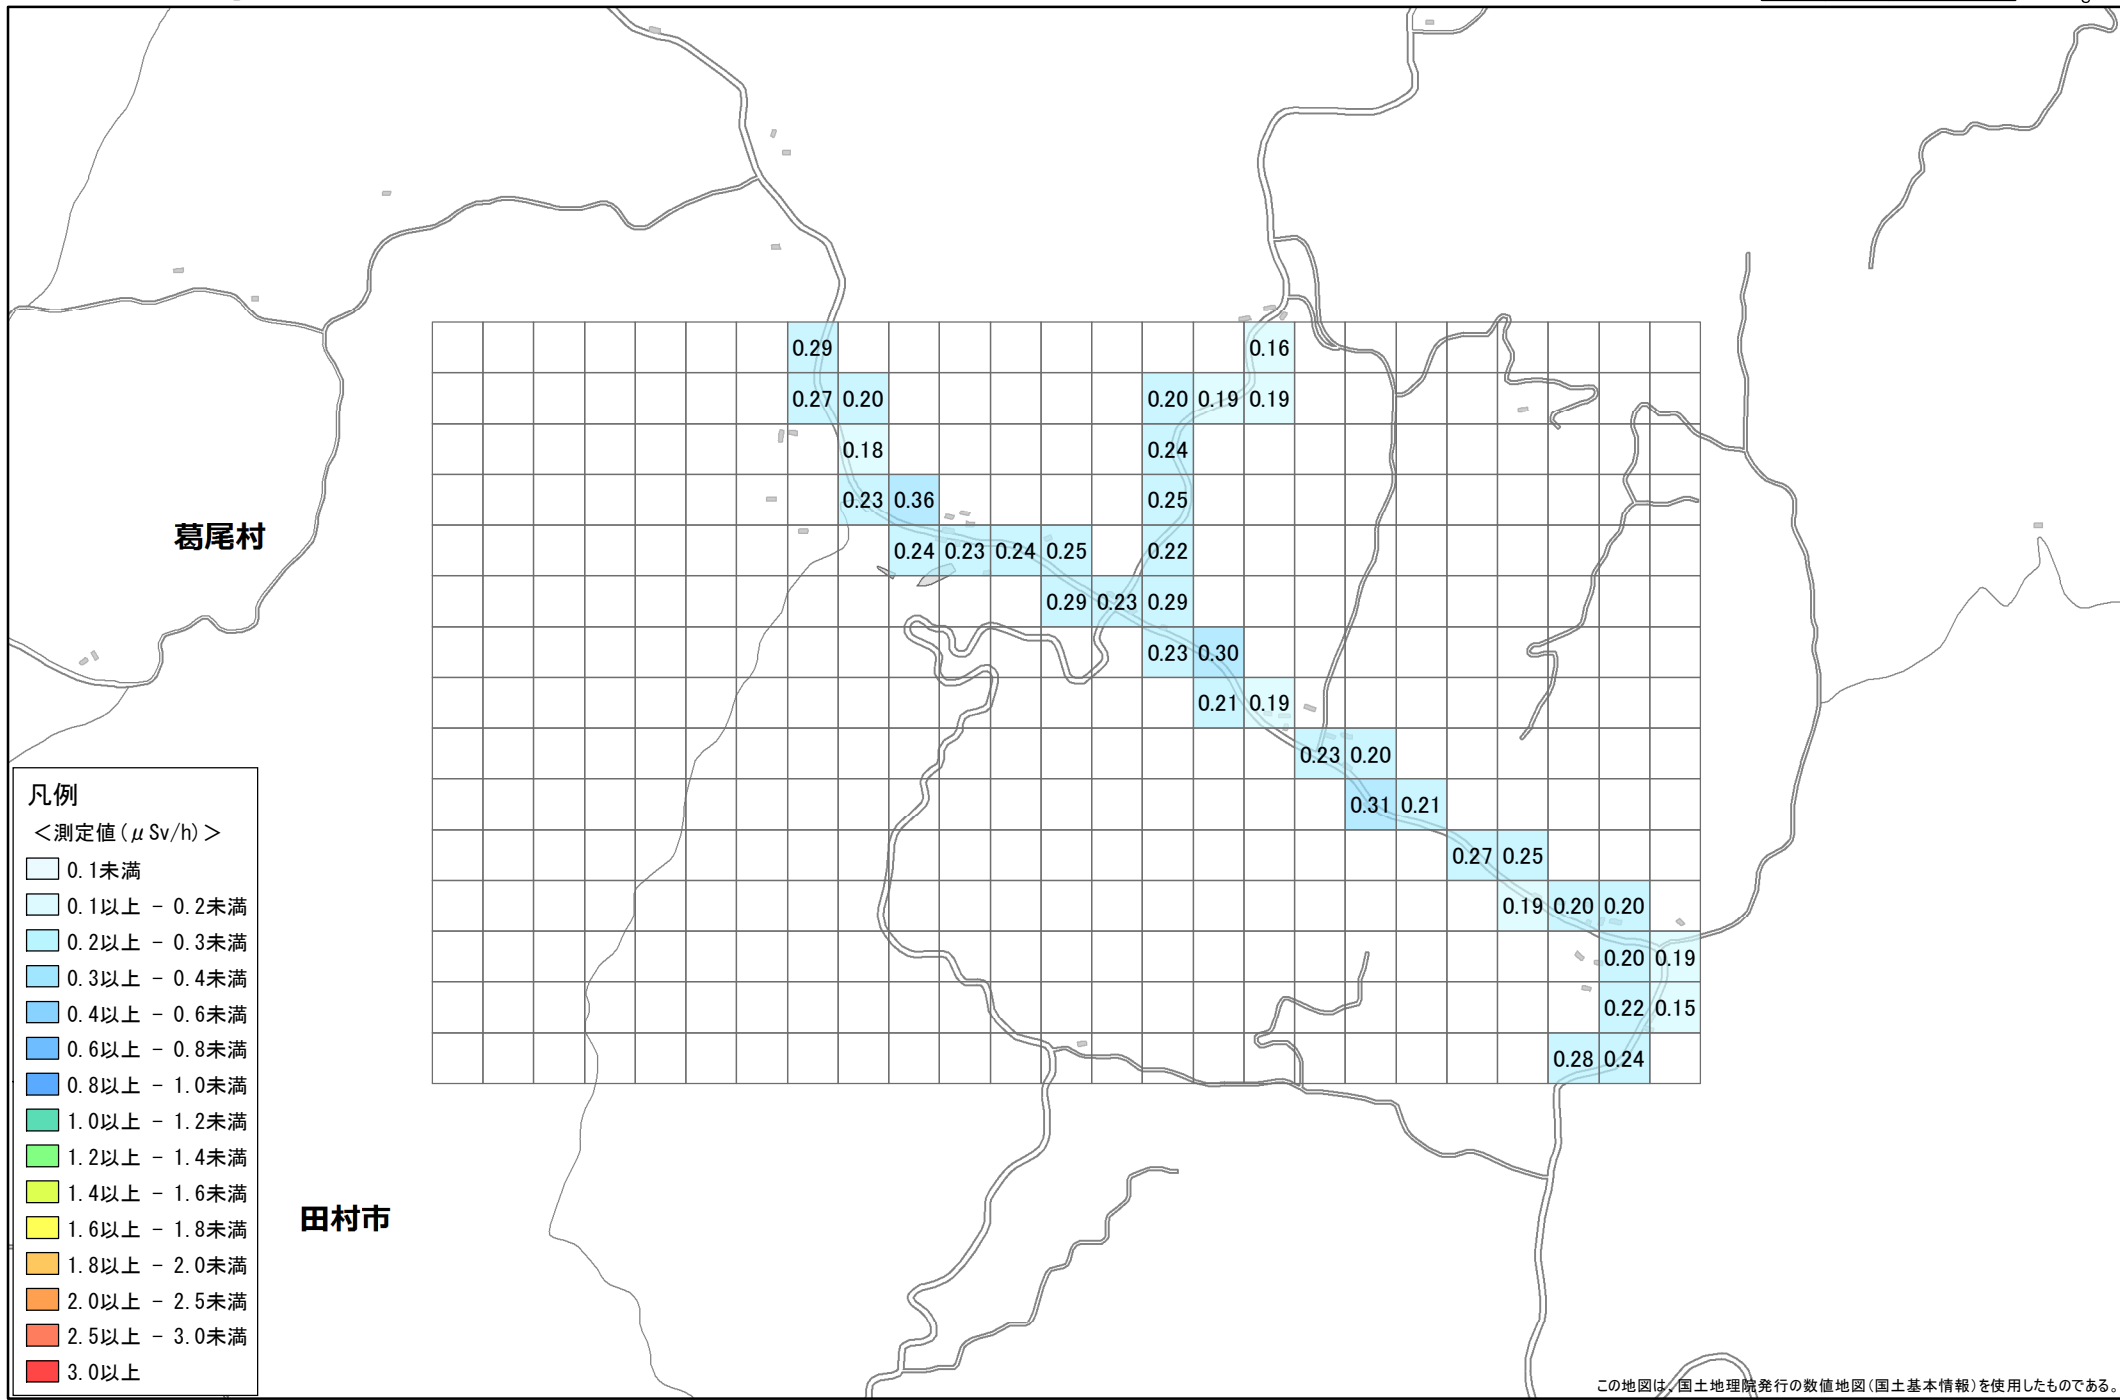 0.29 0.16
0.27 0.20 0.20 0.19 0.19
0.18 0.24
0.23 0.36 0.25
葛尾村
0.24 0.23 0.24 0.25 0.22
0.29 0.23 0.29
0.23 0.30
0.21 0.19
0.23 0.20
0.31 0.21
0.27 0.25
0.19 0.20 0.20
0.20 0.19
0.22 0.15
0.28 0.24
凡例
＜測定値(μSv/h)＞
0.1未満
0.1以上 - 0.2未満
0.2以上 - 0.3未満
0.3以上 - 0.4未満
0.4以上 - 0.6未満
0.6以上 - 0.8未満
0.8以上 - 1.0未満
1.0以上 - 1.2未満
1.2以上 - 1.4未満
1.4以上 - 1.6未満
1.6以上 - 1.8未満
1.8以上 - 2.0未満
2.0以上 - 2.5未満
2.5以上 - 3.0未満
3.0以上
田村市
この地図は、国土地理院発行の数値地図(国土基本情報)を使用したものである。